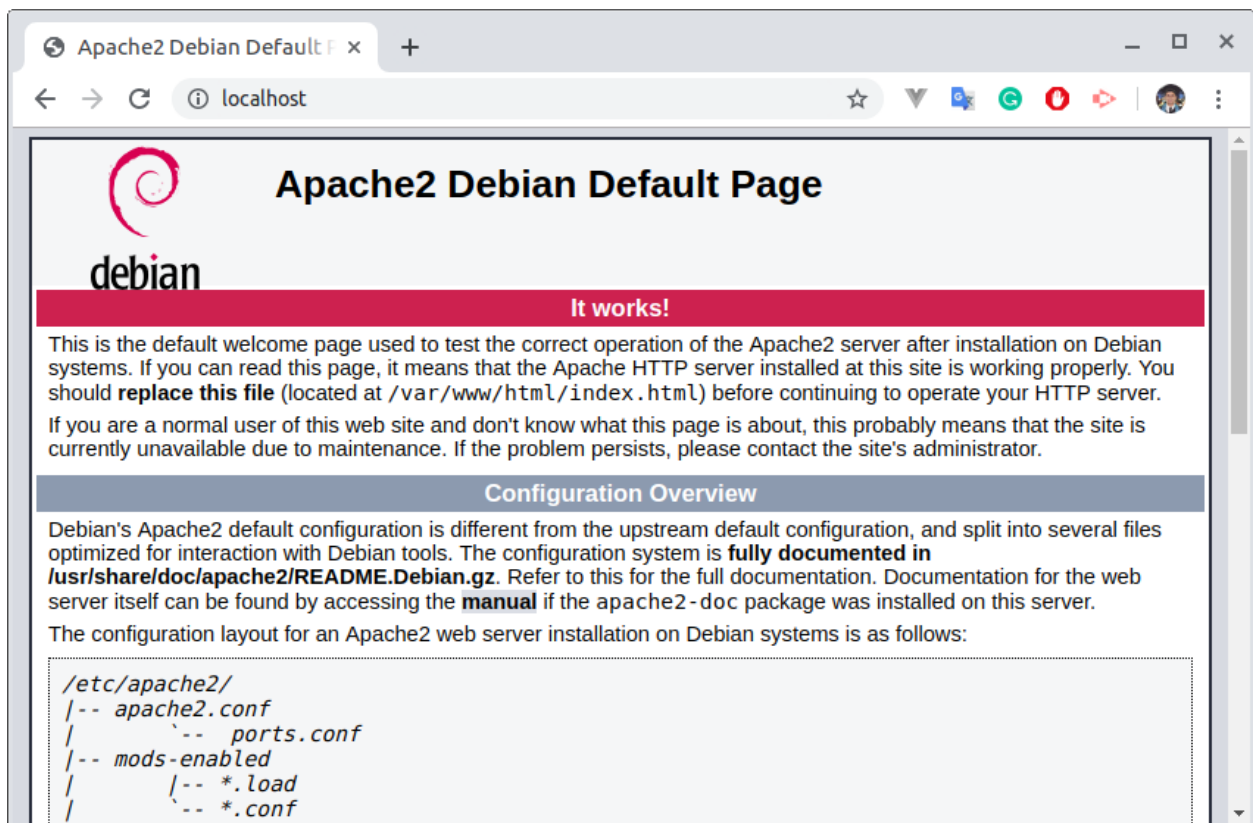 Apache2 Debian Default P
localhost
debian
Apache2 Debian Default Page
It works!
This is the default welcome page used to test the correct operation of the Apache2 server after installation on Debian
systems. If you can read this page, it means that the Apache HTTP server installed at this site is working properly. You
should replace this file (located at /var/www/html/index.html) before continuing to operate your HTTP server.
If you are a normal user of this web site and don't know what this page is about, this probably means that the site is
currently unavailable due to maintenance. If the problem persists, please contact the site's administrator.
Configuration Overview
Debian's Apache2 default configuration is different from the upstream default configuration, and split into several files
optimized for interaction with Debian tools. The configuration system is fully documented in
/usr/share/doc/apache2/README.Debian.gz. Refer to this for the full documentation. Documentation for the web
server itself can be found by accessing the manual if the apache2-doc package was installed on this server.
The configuration layout for an Apache2 web server installation on Debian systems is as follows:
/etc/apache2/
|-- apache2.conf
|       `--  ports.conf
|-- mods-enabled
|       |-- *.load
|       `-- *.conf